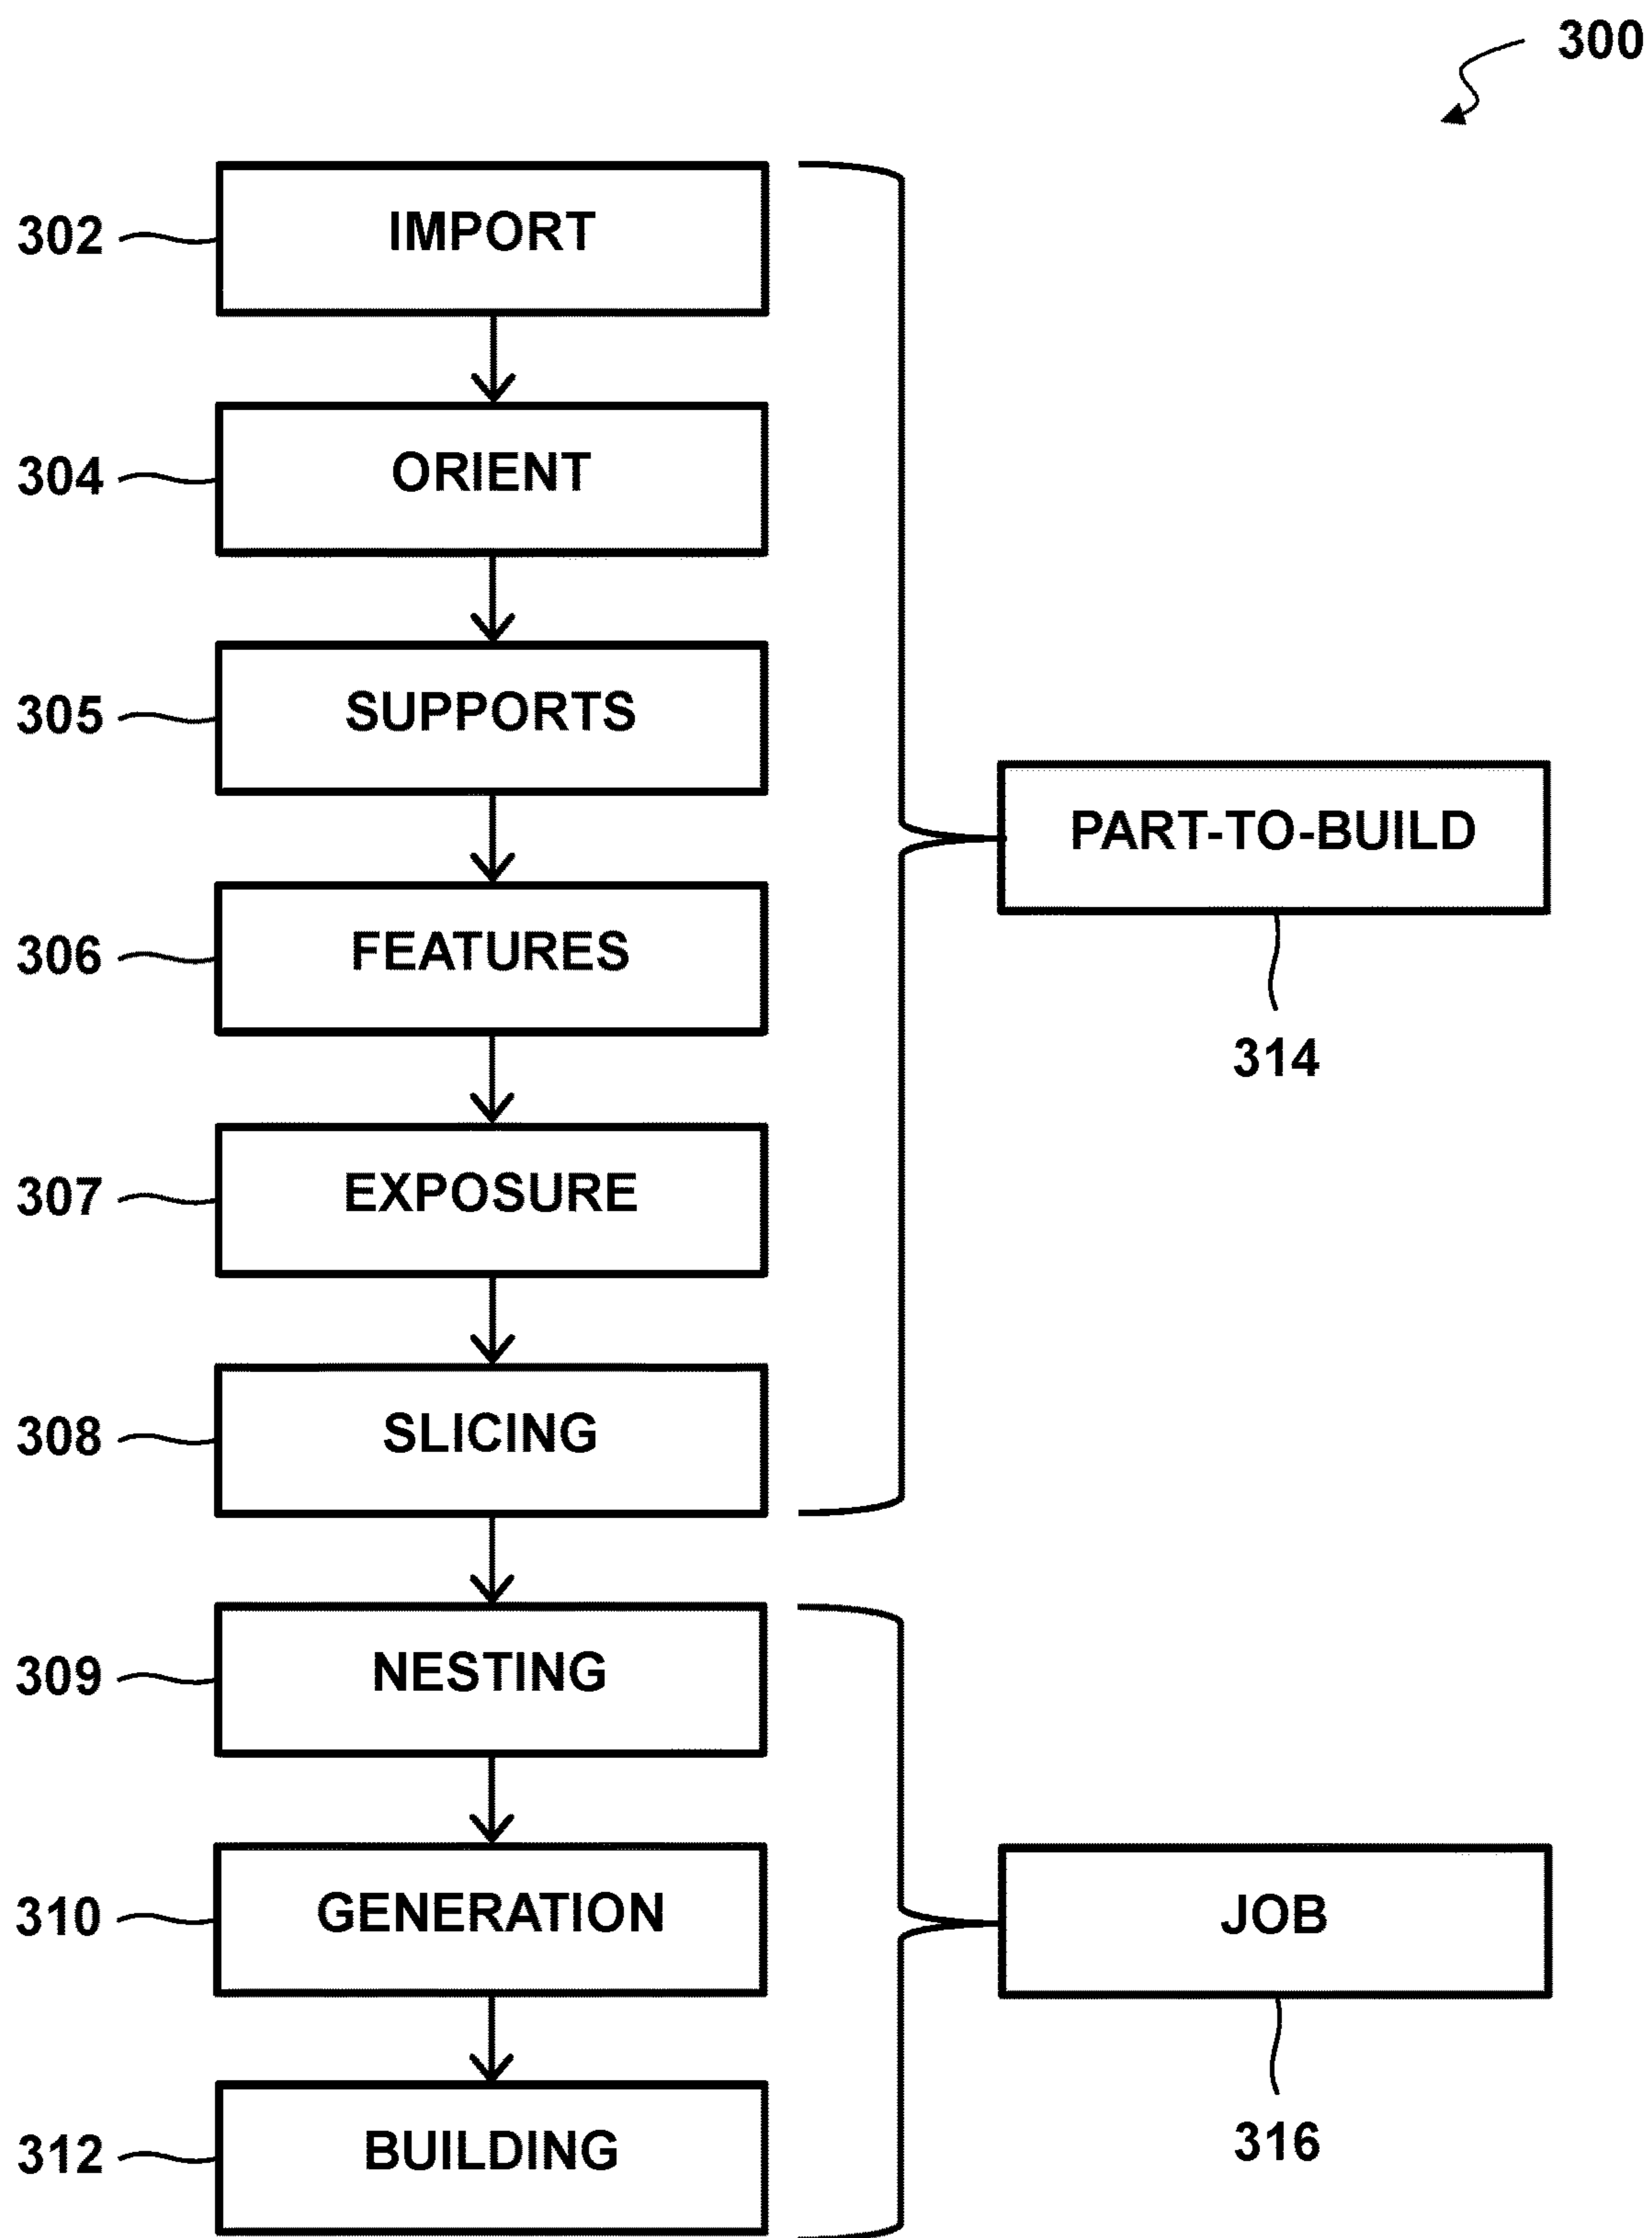 300
302 IMPORT
304 ORIENT
305 SUPPORTS
PART-TO-BUILD
306 FEATURES
314
307 EXPOSURE
308 SLICING
309 NESTING
310 GENERATION
JOB
312 BUILDING
316